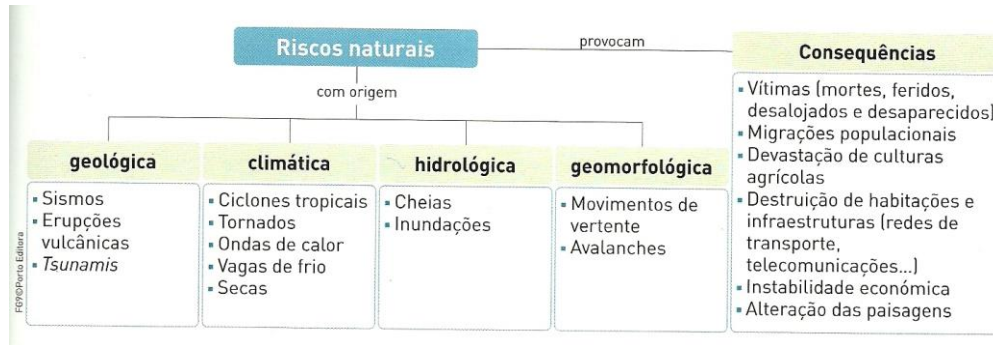 Riscos naturais
provocam
com origem
geológica
▪ Sismos
▪ Erupções
vulcânicas
▪ Tsunamis
climática
▪ Ciclones tropicais
▪ Tornados
▪ Ondas de calor
▪ Vagas de frio
▪ Secas
hidrológica
▪ Cheias
▪ Inundações
geomorfológica
▪ Movimentos de
vertente
▪ Avalanches
Consequências
▪ Vítimas (mortes, feridos,
desalojados e desaparecidos)
▪ Migrações populacionais
▪ Devastação de culturas
agrícolas
▪ Destruição de habitações e
infraestruturas (redes de
transporte,
telecomunicações...)
▪ Instabilidade económica
▪ Alteração das paisagens
FG9©Porto Editora